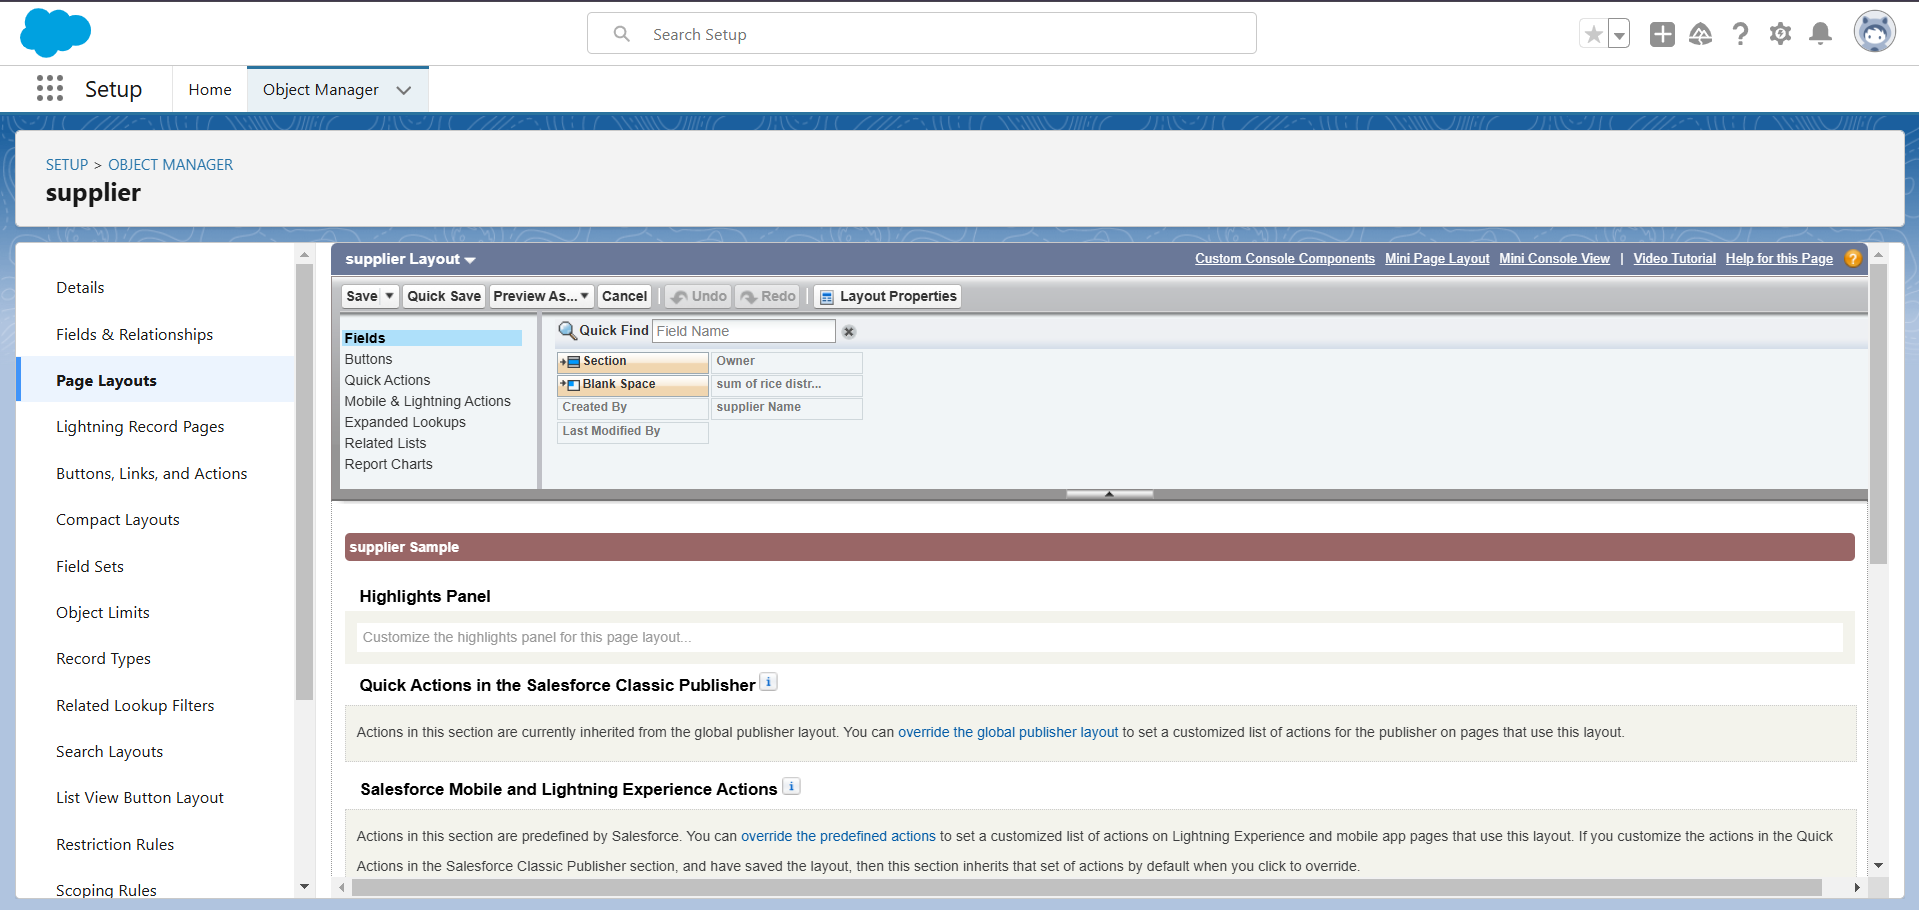 Search Setup
Setup
Home
Object Manager
SETUP > OBJECT MANAGER
supplier
Details
Fields & Relationships
Page Layouts
Lightning Record Pages
Buttons, Links, and Actions
Compact Layouts
Field Sets
Object Limits
Record Types
Related Lookup Filters
Search Layouts
List View Button Layout
Restriction Rules
Scoping Rules
supplier Layout
Custom Console Components Mini Page Layout Mini Console View | Video Tutorial Help for this Page
Save Quick Save Preview As... Cancel Undo Redo Layout Properties
Fields
Buttons
Quick Actions
Mobile & Lightning Actions
Expanded Lookups
Related Lists
Report Charts
Quick Find Field Name
Section Owner
Blank Space sum of rice distr...
Created By supplier Name
Last Modified By
supplier Sample
Highlights Panel
Customize the highlights panel for this page layout...
Quick Actions in the Salesforce Classic Publisher
Actions in this section are currently inherited from the global publisher layout. You can override the global publisher layout to set a customized list of actions for the publisher on pages that use this layout.
Salesforce Mobile and Lightning Experience Actions
Actions in this section are predefined by Salesforce. You can override the predefined actions to set a customized list of actions on Lightning Experience and mobile app pages that use this layout. If you customize the actions in the Quick
Actions in the Salesforce Classic Publisher section, and have saved the layout, then this section inherits that set of actions by default when you click to override.